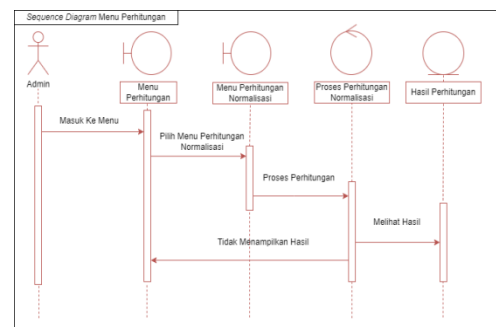 Sequence Diagram Menu Perhitungan
Admin
Menu
Perhitungan
Menu Perhitungan
Normalisasi
Proses Perhitungan
Normalisasi
Hasil Perhitungan
Masuk Ke Menu
Pilih Menu Perhitungan
Normalisasi
Proses Perhitungan
Melihat Hasil
Tidak Menampilkan Hasil